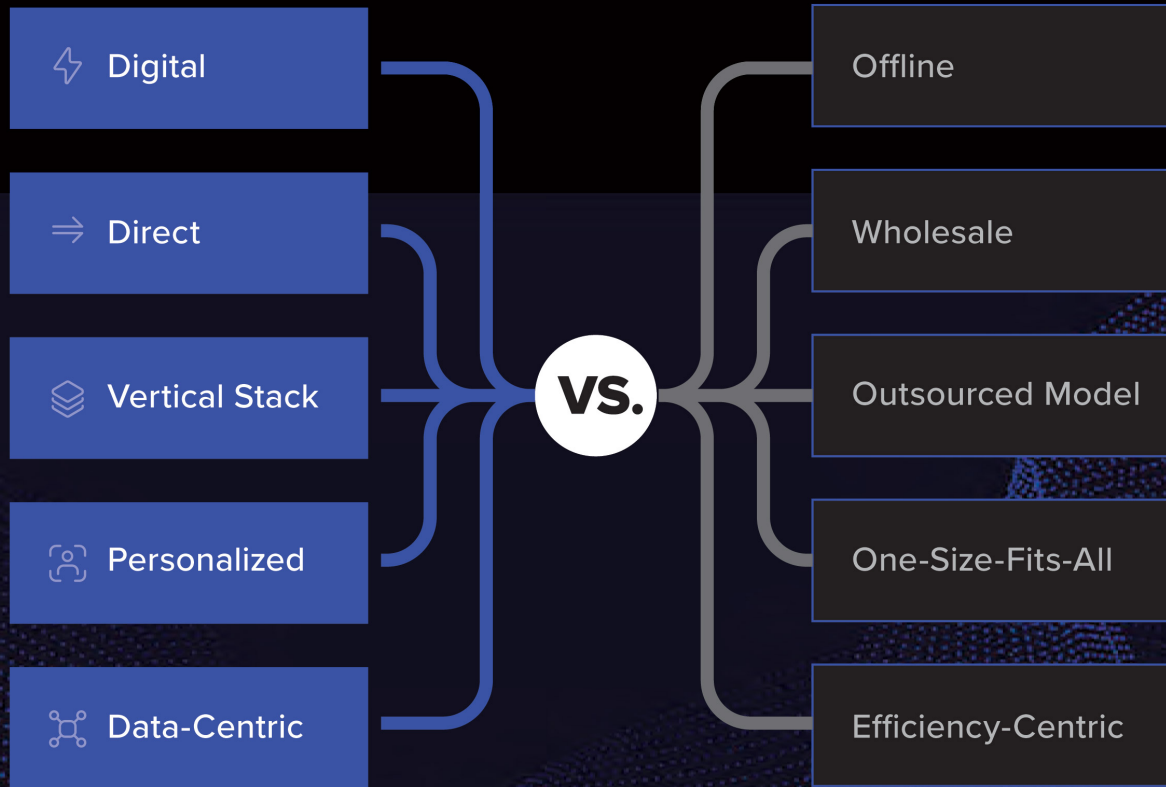 Digital
Direct
Vertical Stack
Personalized
Data-Centric
VS.
Offline
Wholesale
Outsourced Model
One-Size-Fits-All
Efficiency-Centric